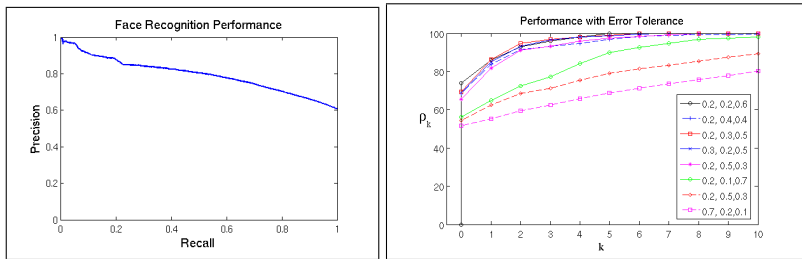 Face Recognition Performance
1
0.8
0.6
0.4
0.2
0
0 0.2 0.4 0.6 0.8 1
Precision
Recall
Performance with Error Tolerance
100
80
60
40
20
0
0 1 2 3 4 5 6 7 8 9 10
ρk
k
0.2, 0.2,0.6
0.2, 0.4,0.4
0.2, 0.3,0.5
0.3, 0.2,0.5
0.2, 0.5,0.3
0.2, 0.1,0.7
0.2, 0.5,0.3
0.7, 0.2,0.1